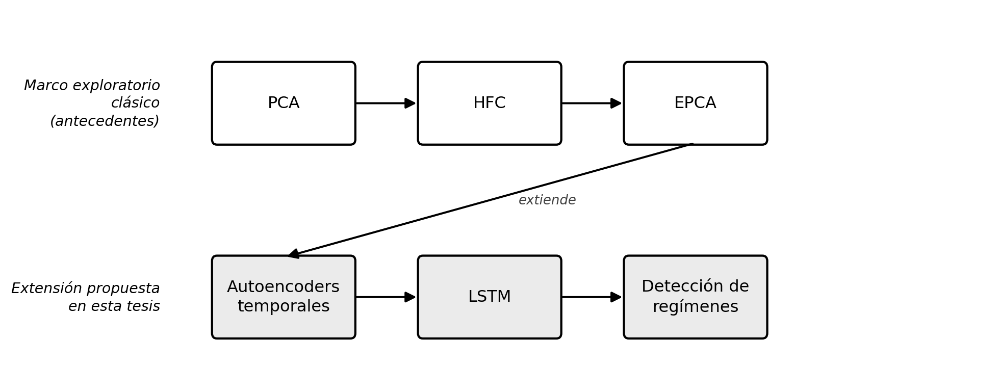 Marco exploratorio
clásico
(antecedentes)
PCA
HFC
EPCA
extiende
Extensión propuesta
en esta tesis
Autoencoders
temporales
LSTM
Detección de
regímenes